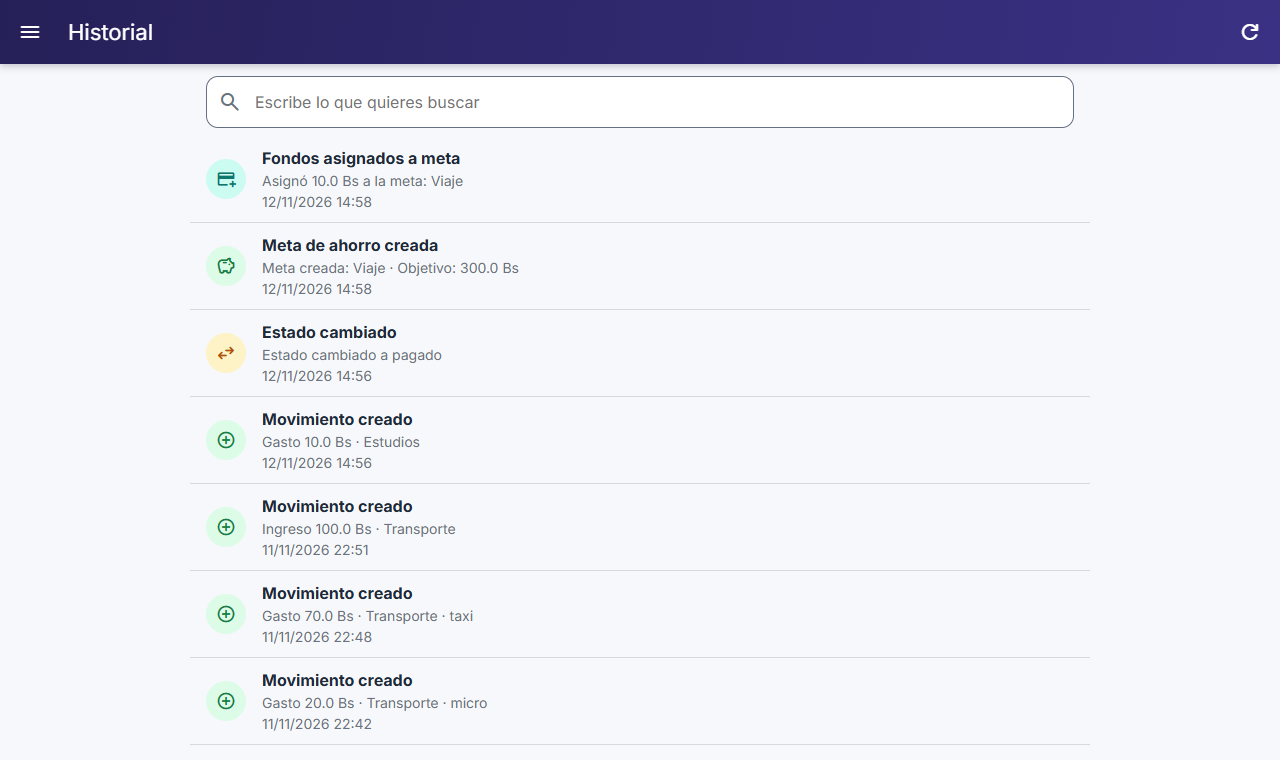 Historial
Escribe lo que quieres buscar
Fondos asignados a meta
Asignó 10.0 Bs a la meta: Viaje
12/11/2026 14:58
Meta de ahorro creada
Meta creada: Viaje · Objetivo: 300.0 Bs
12/11/2026 14:58
Estado cambiado
Estado cambiado a pagado
12/11/2026 14:56
Movimiento creado
Gasto 10.0 Bs · Estudios
12/11/2026 14:56
Movimiento creado
Ingreso 100.0 Bs · Transporte
11/11/2026 22:51
Movimiento creado
Gasto 70.0 Bs · Transporte · taxi
11/11/2026 22:48
Movimiento creado
Gasto 20.0 Bs · Transporte · micro
11/11/2026 22:42